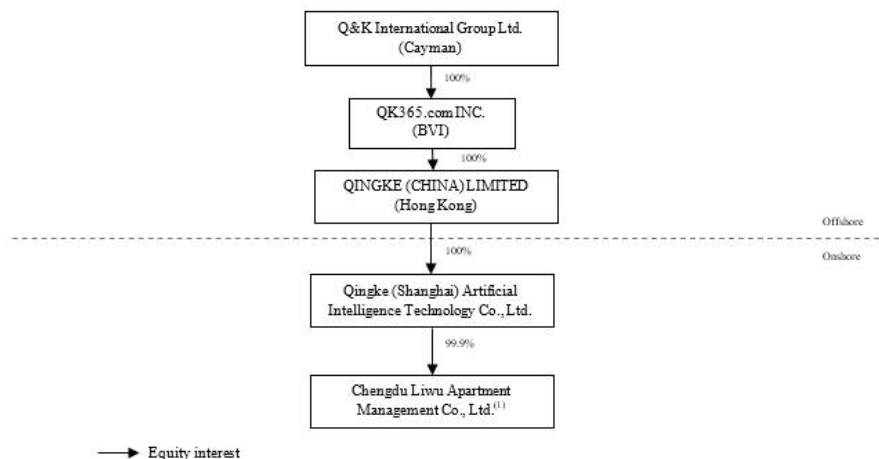 Q&K International Group Ltd.
(Cayman)
100%
QK365.com INC.
(BVI)
100%
QINGKE (CHINA) LIMITED
(Hong Kong)
Offshore
100%
Onshore
Qingke (Shanghai) Artificial
Intelligence Technology Co., Ltd.
99.9%
Chengdu Liwu Apartment
Management Co., Ltd.(1)
Equity interest